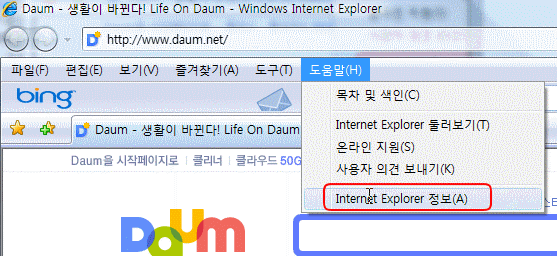 Daum - 생활이 바뀐다! Life On Daum - Windows Internet Explorer
http://www.daum.net/
파일(F) 편집(E) 보기(V) 즐겨찾기(A) 도구(T) 도움말(H)
bing
목차 및 색인(C)
Internet Explorer 둘러보기(T)
온라인 지원(S)
사용자 의견 보내기(K)
Internet Explorer 정보(A)
Daum - 생활이 바뀐다! Life On Daum
Daum을 시작페이지로 클리너 클라우드 50G
Daum